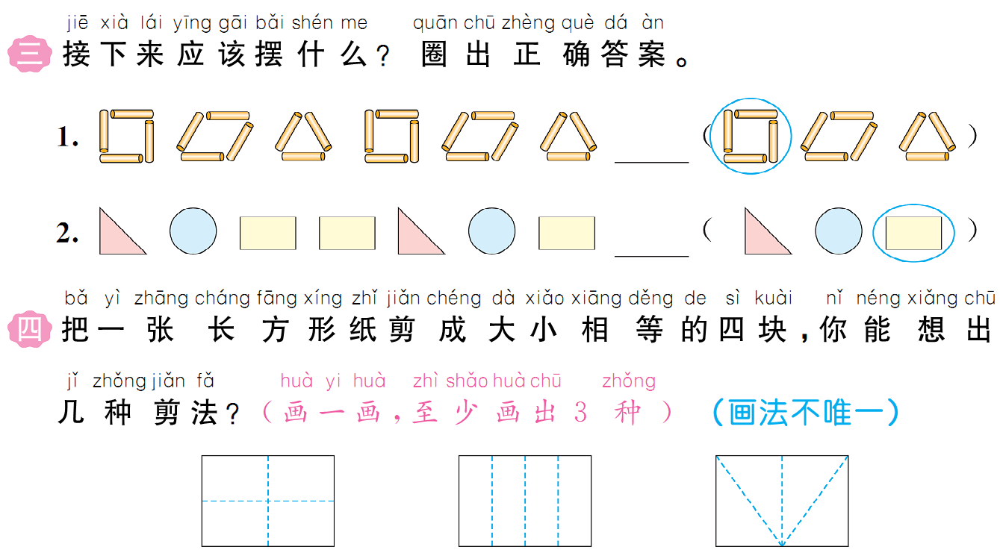 jiē xià lái yīng gāi bǎi shén me quān chū zhèng què dá àn
三 接下来应该摆什么? 圈出正确答案。
1. ( )
2. ( )
bǎ yì zhāng cháng fāng xíng zhǐ jiǎn chéng dà xiǎo xiāng děng de sì kuài nǐ néng xiǎng chū
四 把一张长方形纸剪成大小相等的四块,你能想出
jǐ zhǒng jiǎn fǎ huà yi huà zhì shǎo huà chū zhǒng
几种剪法?(画一画,至少画出3种) (画法不唯一)